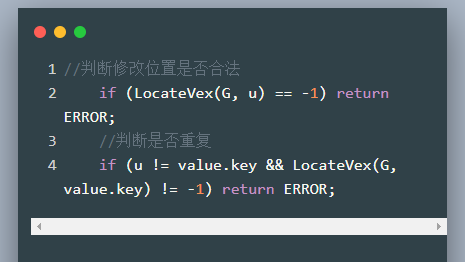 1 //判断修改位置是否合法
2 if (LocateVex(G, u) == -1) return
ERROR;
3 //判断是否重复
4 if (u != value.key && LocateVex(G,
value.key) != -1) return ERROR;